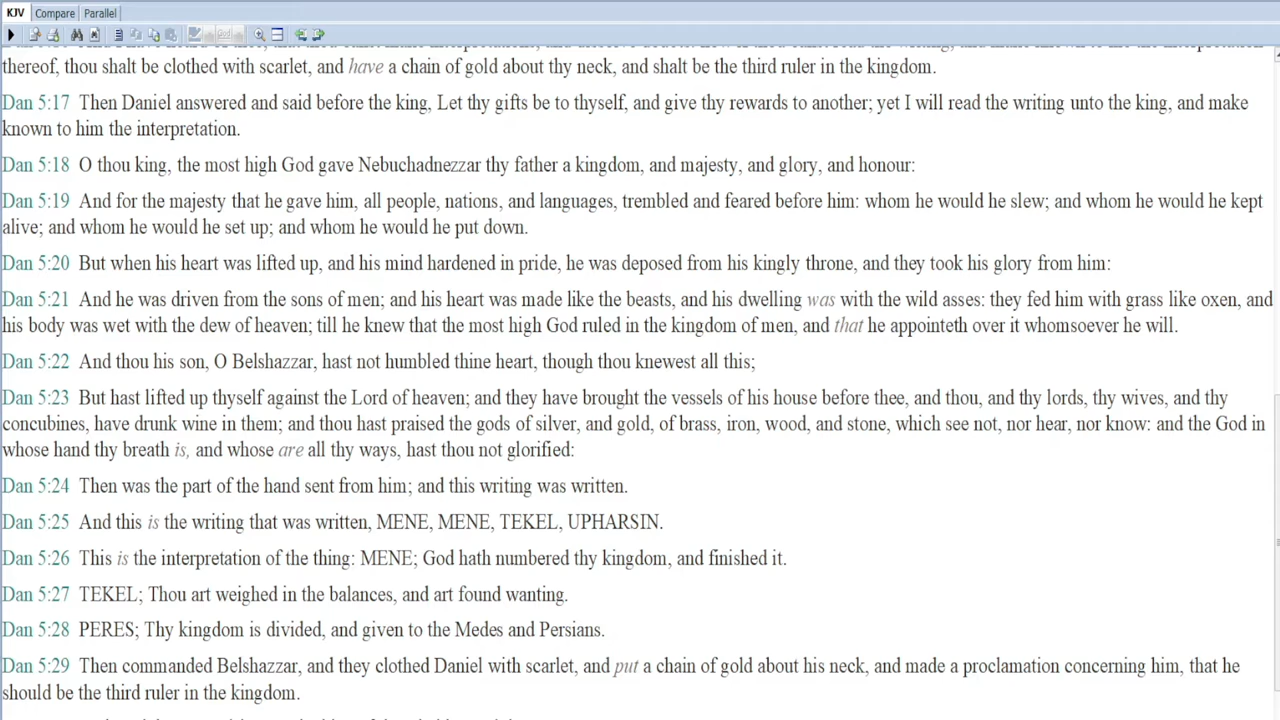 KJV Compare Parallel
thereof, thou shalt be clothed with scarlet, and have a chain of gold about thy neck, and shalt be the third ruler in the kingdom.
Dan 5:17 Then Daniel answered and said before the king, Let thy gifts be to thyself, and give thy rewards to another; yet I will read the writing unto the king, and make
known to him the interpretation.
Dan 5:18 O thou king, the most high God gave Nebuchadnezzar thy father a kingdom, and majesty, and glory, and honour:
Dan 5:19 And for the majesty that he gave him, all people, nations, and languages, trembled and feared before him: whom he would he slew; and whom he would he kept
alive; and whom he would he set up; and whom he would he put down.
Dan 5:20 But when his heart was lifted up, and his mind hardened in pride, he was deposed from his kingly throne, and they took his glory from him:
Dan 5:21 And he was driven from the sons of men; and his heart was made like the beasts, and his dwelling was with the wild asses: they fed him with grass like oxen, and
his body was wet with the dew of heaven; till he knew that the most high God ruled in the kingdom of men, and that he appointeth over it whomsoever he will.
Dan 5:22 And thou his son, O Belshazzar, hast not humbled thine heart, though thou knewest all this;
Dan 5:23 But hast lifted up thyself against the Lord of heaven; and they have brought the vessels of his house before thee, and thou, and thy lords, thy wives, and thy
concubines, have drunk wine in them; and thou hast praised the gods of silver, and gold, of brass, iron, wood, and stone, which see not, nor hear, nor know: and the God in
whose hand thy breath is, and whose are all thy ways, hast thou not glorified:
Dan 5:24 Then was the part of the hand sent from him; and this writing was written.
Dan 5:25 And this is the writing that was written, MENE, MENE, TEKEL, UPHARSIN.
Dan 5:26 This is the interpretation of the thing: MENE; God hath numbered thy kingdom, and finished it.
Dan 5:27 TEKEL; Thou art weighed in the balances, and art found wanting.
Dan 5:28 PERES; Thy kingdom is divided, and given to the Medes and Persians.
Dan 5:29 Then commanded Belshazzar, and they clothed Daniel with scarlet, and put a chain of gold about his neck, and made a proclamation concerning him, that he
should be the third ruler in the kingdom.